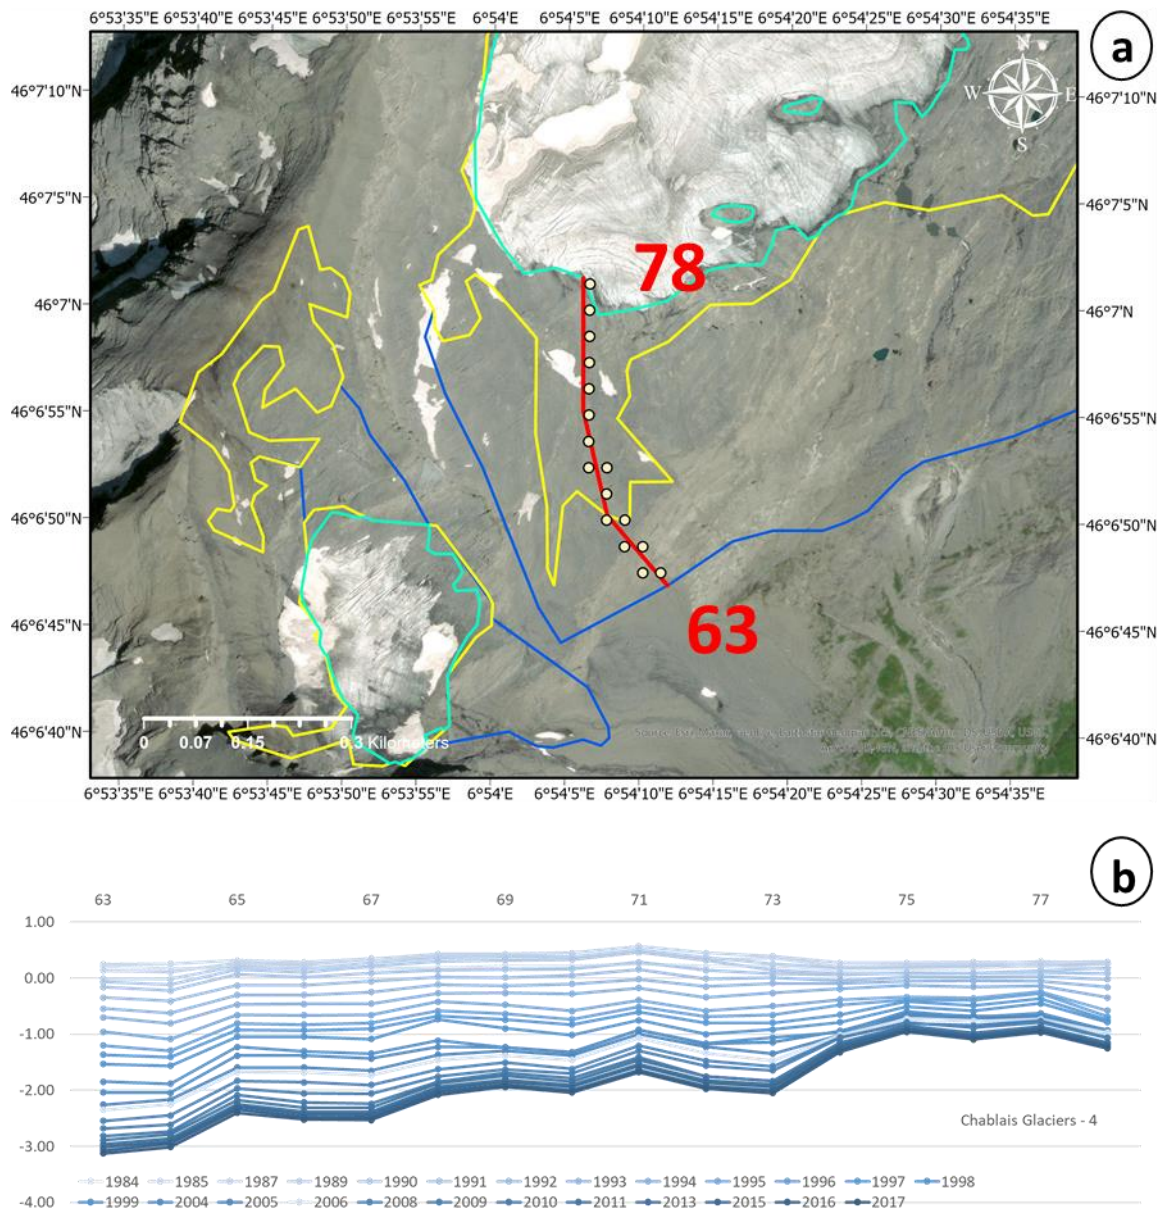 6°53'35"E 6°53'40"E 6°53'45"E 6°53'50"E 6°53'55"E 6°54'E 6°54'5"E 6°54'10"E 6°54'15"E 6°54'20"E 6°54'25"E 6°54'30"E 6°54'35"E
a
N
W E
S
46°7'10"N 46°7'10"N
46°7'5"N 46°7'5"N
78
46°7'N 46°7'N
46°6'55"N 46°6'55"N
46°6'50"N 46°6'50"N
63
46°6'45"N 46°6'45"N
46°6'40"N 46°6'40"N
0 0.07 0.15 0.3 Kilometers
6°53'35"E 6°53'40"E 6°53'45"E 6°53'50"E 6°53'55"E 6°54'E 6°54'5"E 6°54'10"E 6°54'15"E 6°54'20"E 6°54'25"E 6°54'30"E 6°54'35"E
b
63 65 67 69 71 73 75 77
1.00
0.00
-1.00
-2.00
-3.00
-4.00
Chablais Glaciers - 4
1984 1985 1987 1989 1990 1991 1992 1993 1994 1995 1996 1997 1998
1999 2004 2005 2006 2008 2009 2010 2011 2013 2015 2016 2017